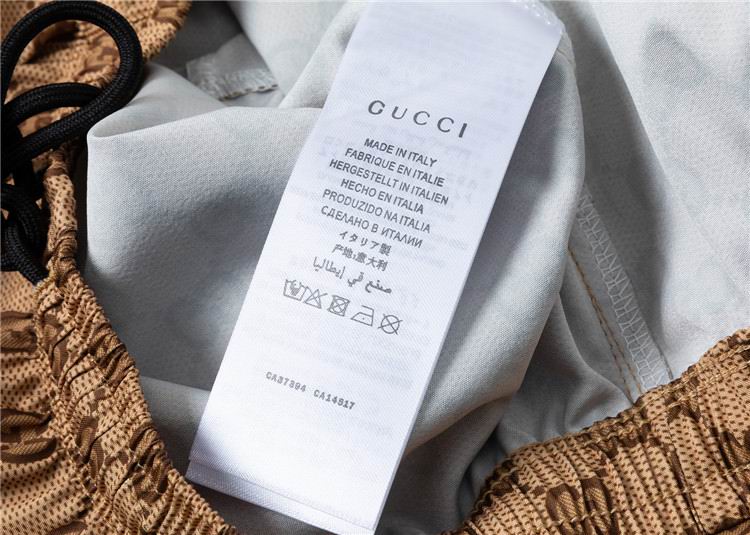 GUCCI
MADE IN ITALY
FABRIQUE EN ITALIE
HERGESTELLT IN ITALIEN
HECHO EN ITALIA
PRODUZIDO NA ITALIA
СДЕЛАНО В ИТАЛИИ
イタリア製
产地:意大利
صنع في إيطاليا
CA37394 CA14817